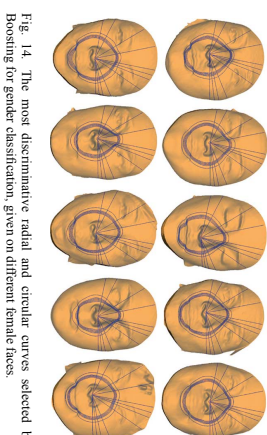 Fig. 14. The most discriminative radial and circular curves selected b
Boosting for gender classification, given on different female faces.